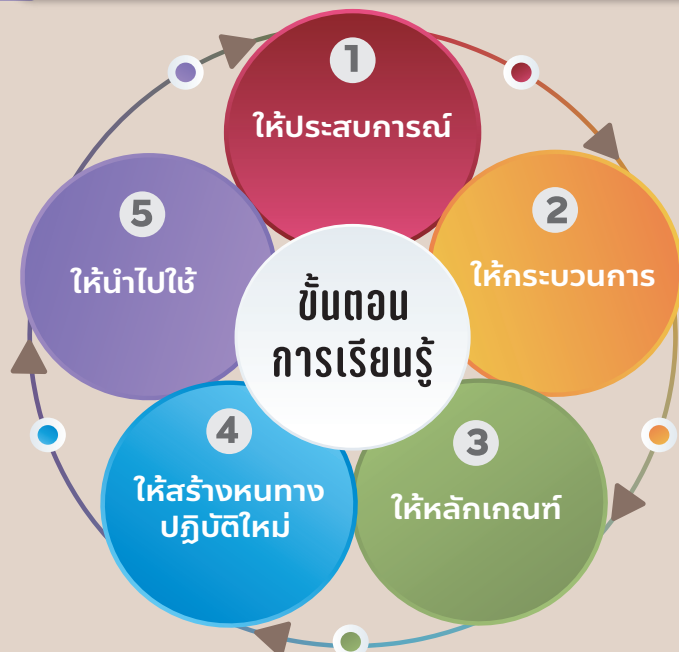 1
ให้ประสบการณ์
2
ให้กระบวนการ
3
ให้หลักเกณฑ์
4
ให้สร้างหนทาง
ปฏิบัติใหม่
5
ให้นำไปใช้
ขั้นตอน
การเรียนรู้